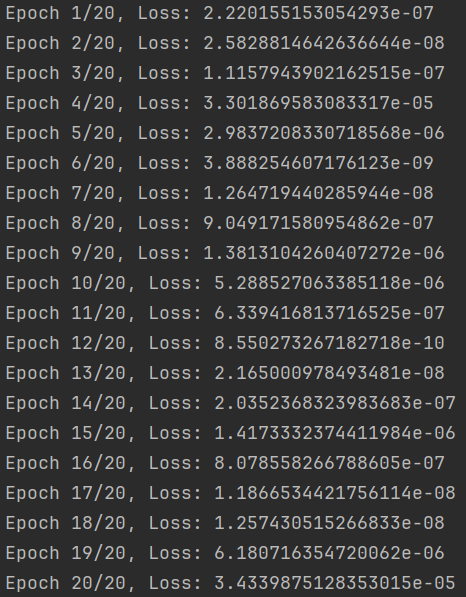 Epoch 1/20, Loss: 2.220155153054293e-07
Epoch 2/20, Loss: 2.5828814642636644e-08
Epoch 3/20, Loss: 1.1157943902162515e-07
Epoch 4/20, Loss: 3.301869583083317e-05
Epoch 5/20, Loss: 2.9837208330718568e-06
Epoch 6/20, Loss: 3.888254607176123e-09
Epoch 7/20, Loss: 1.264719440285944e-08
Epoch 8/20, Loss: 9.049171580954862e-07
Epoch 9/20, Loss: 1.3813104260407272e-06
Epoch 10/20, Loss: 5.288527063385118e-06
Epoch 11/20, Loss: 6.339416813716525e-07
Epoch 12/20, Loss: 8.550273267182718e-10
Epoch 13/20, Loss: 2.165000978493481e-08
Epoch 14/20, Loss: 2.0352368323983683e-07
Epoch 15/20, Loss: 1.4173332374411984e-06
Epoch 16/20, Loss: 8.078558266788605e-07
Epoch 17/20, Loss: 1.1866534421756114e-08
Epoch 18/20, Loss: 1.257430515266833e-08
Epoch 19/20, Loss: 6.180716354720062e-06
Epoch 20/20, Loss: 3.4339875128353015e-05